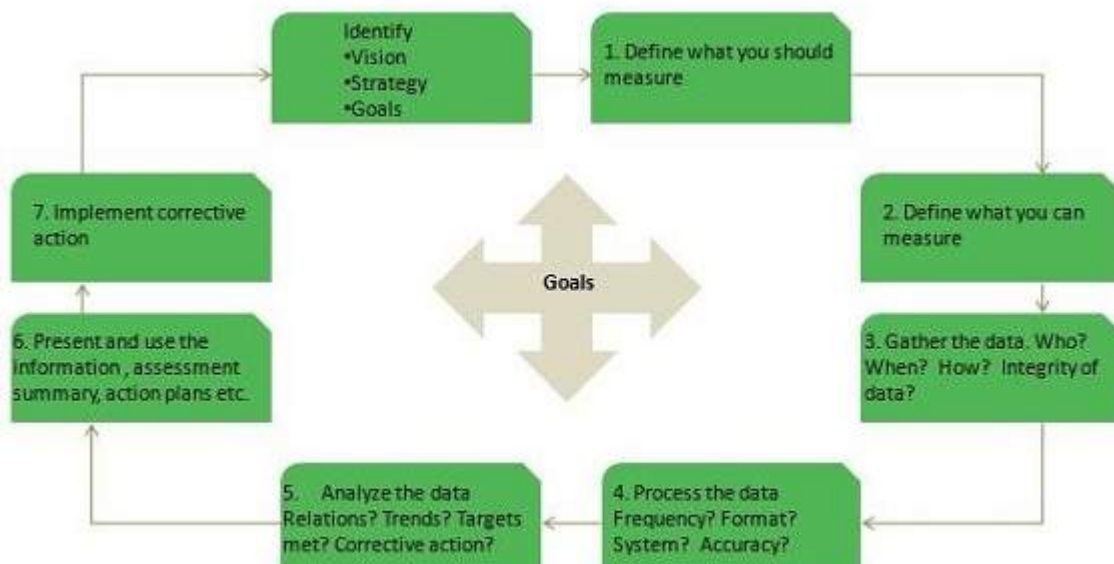 Identify
•Vision
•Strategy
•Goals
1. Define what you should
measure
2. Define what you can
measure
3. Gather the data. Who?
When? How? Integrity of
data?
4. Process the data
Frequency? Format?
System? Accuracy?
5. Analyze the data
Relations? Trends? Targets
met? Corrective action?
6. Present and use the
information , assessment
summary, action plans etc.
7. Implement corrective
action
Goals